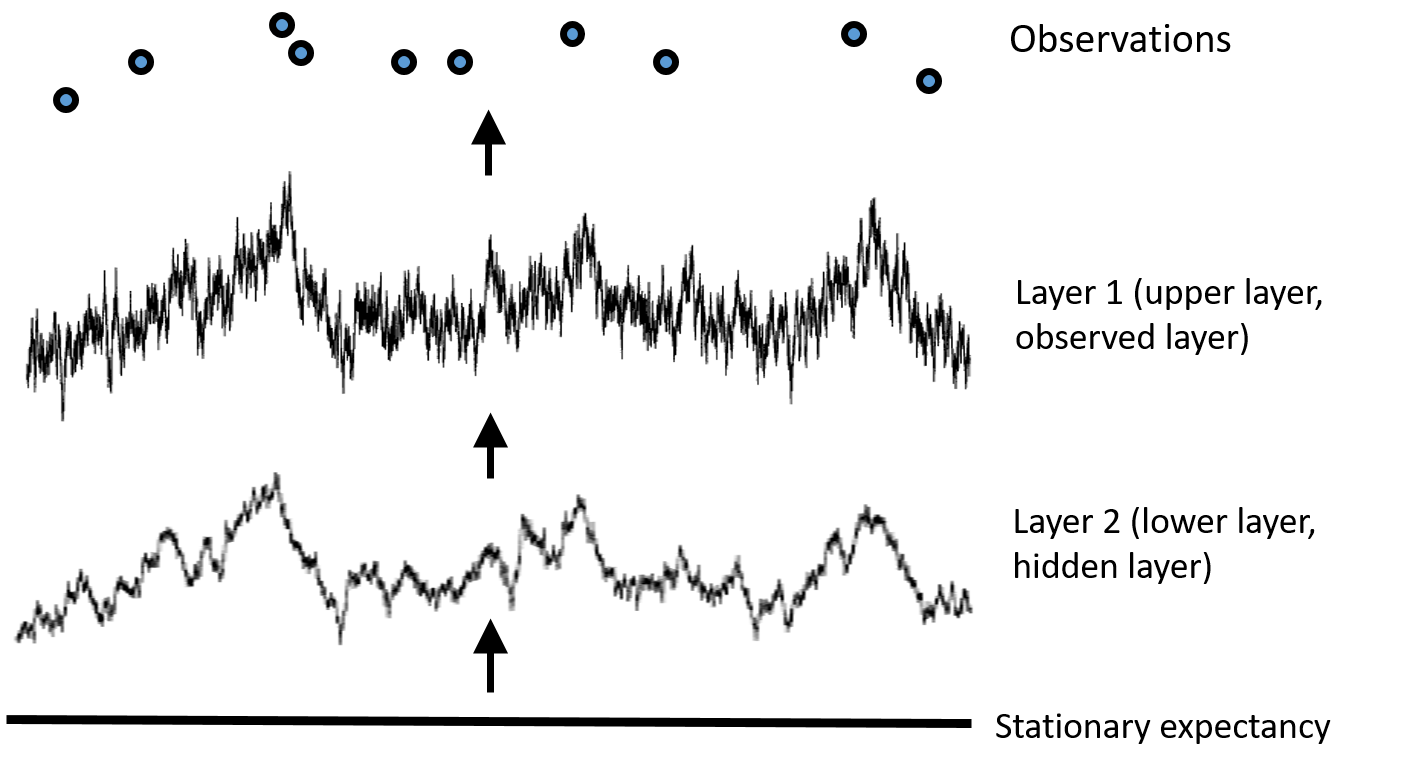 Observations
Layer 1 (upper layer,
observed layer)
Layer 2 (lower layer,
hidden layer)
Stationary expectancy